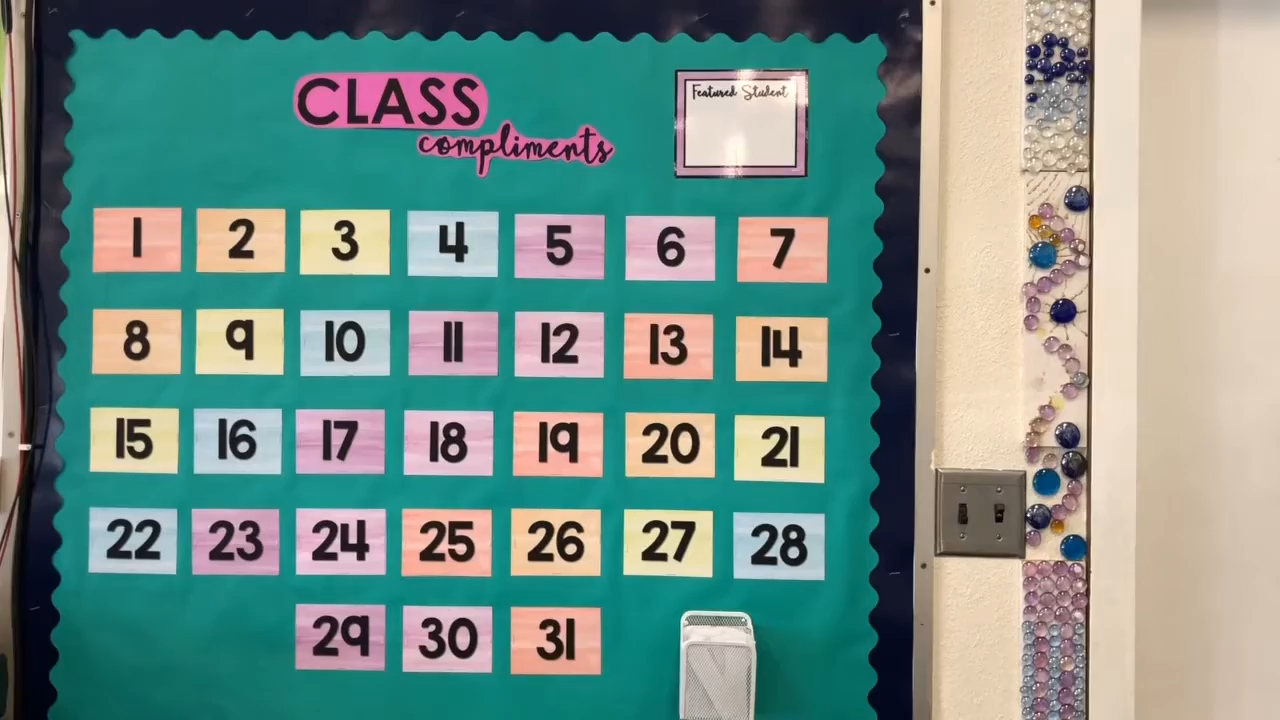 CLASS
compliments
Featured Student
1 2 3 4 5 6 7
8 9 10 11 12 13 14
15 16 17 18 19 20 21
22 23 24 25 26 27 28
29 30 31